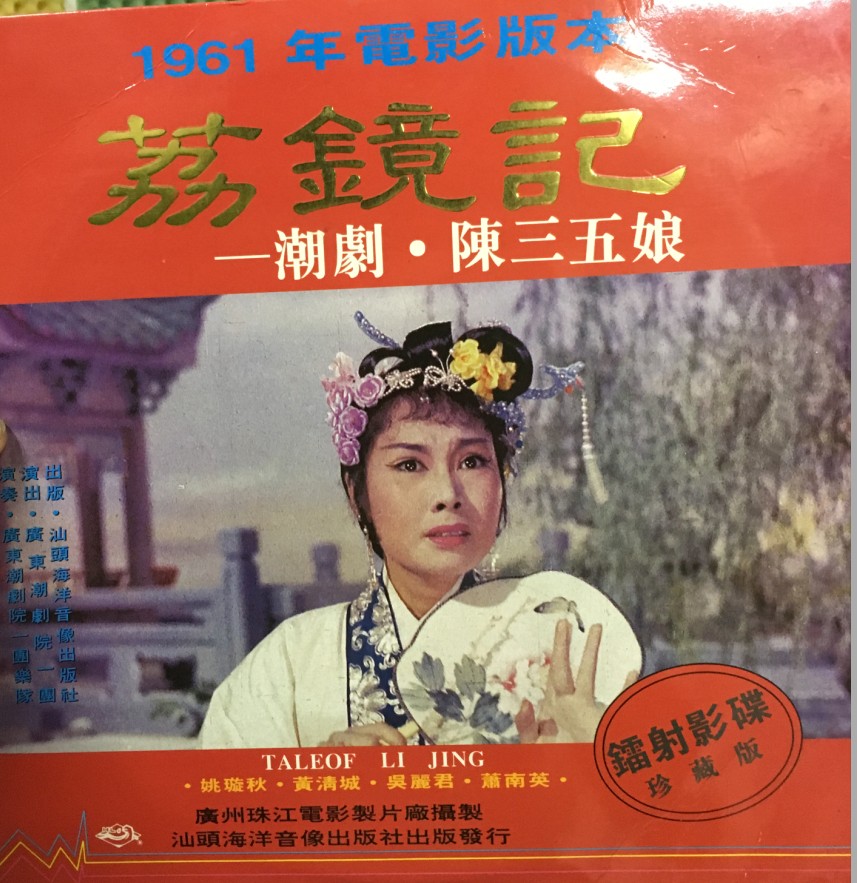 1961 年電影版本
荔鏡記
—潮劇·陳三五娘
出版·汕頭海洋音像出版社
演出·廣東潮劇院一團
演奏·廣東潮劇院一團樂隊
TALEOF LI JING
·姚璇秋·黃清城·吳麗君·蕭南英·
鐳射影碟
珍藏版
廣州珠江電影製片廠攝製
汕頭海洋音像出版社出版發行